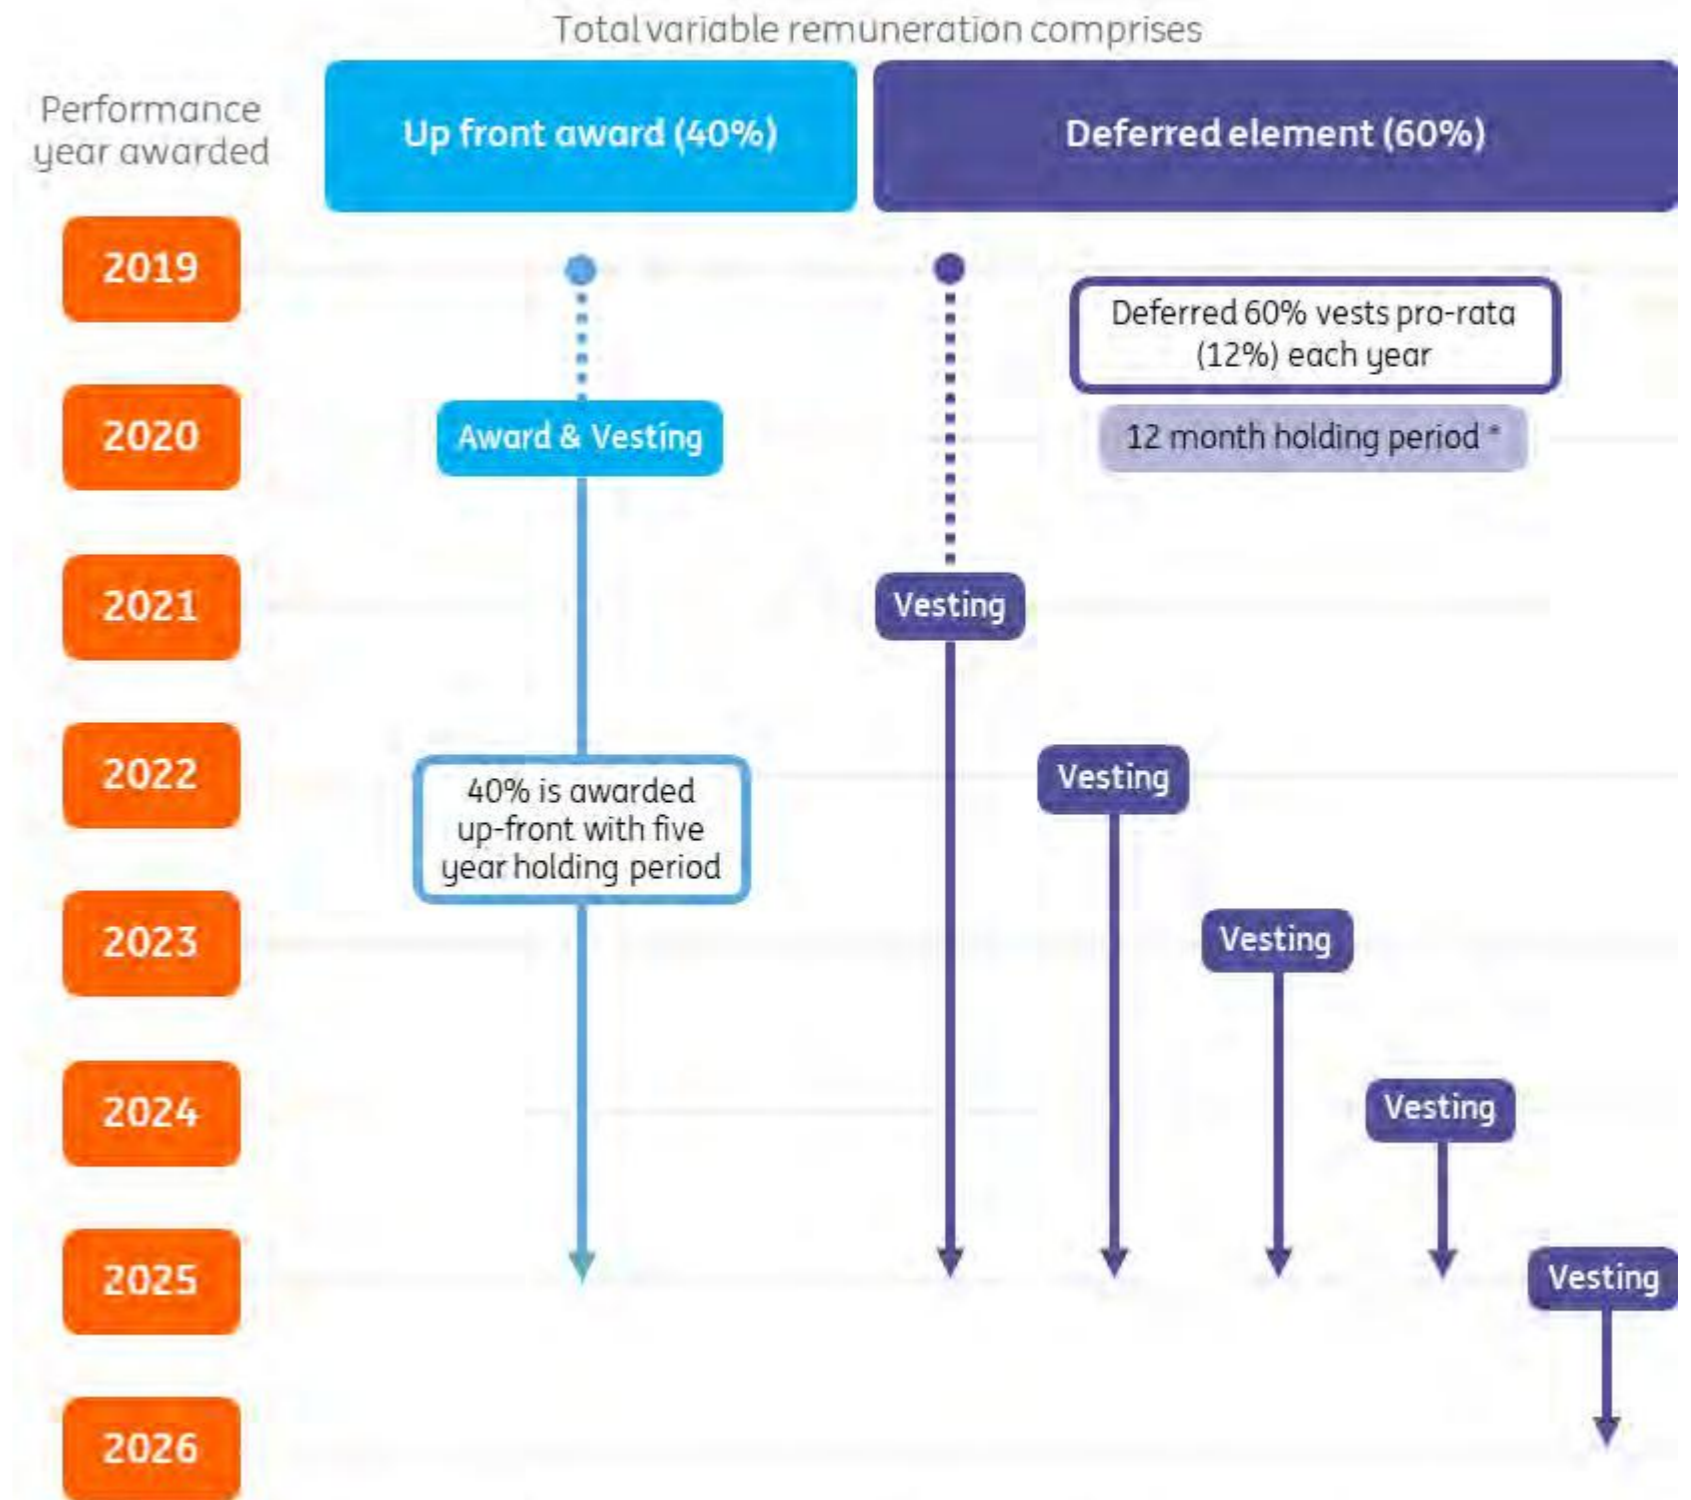 Total variable remuneration comprises
Performance
year awarded
Up front award (40%)
Deferred element (60%)
2019
Deferred 60% vests pro-rata
(12%) each year
2020
Award & Vesting
12 month holding period *
2021
Vesting
2022
Vesting
40% is awarded
up-front with five
year holding period
2023
Vesting
2024
Vesting
2025
Vesting
2026